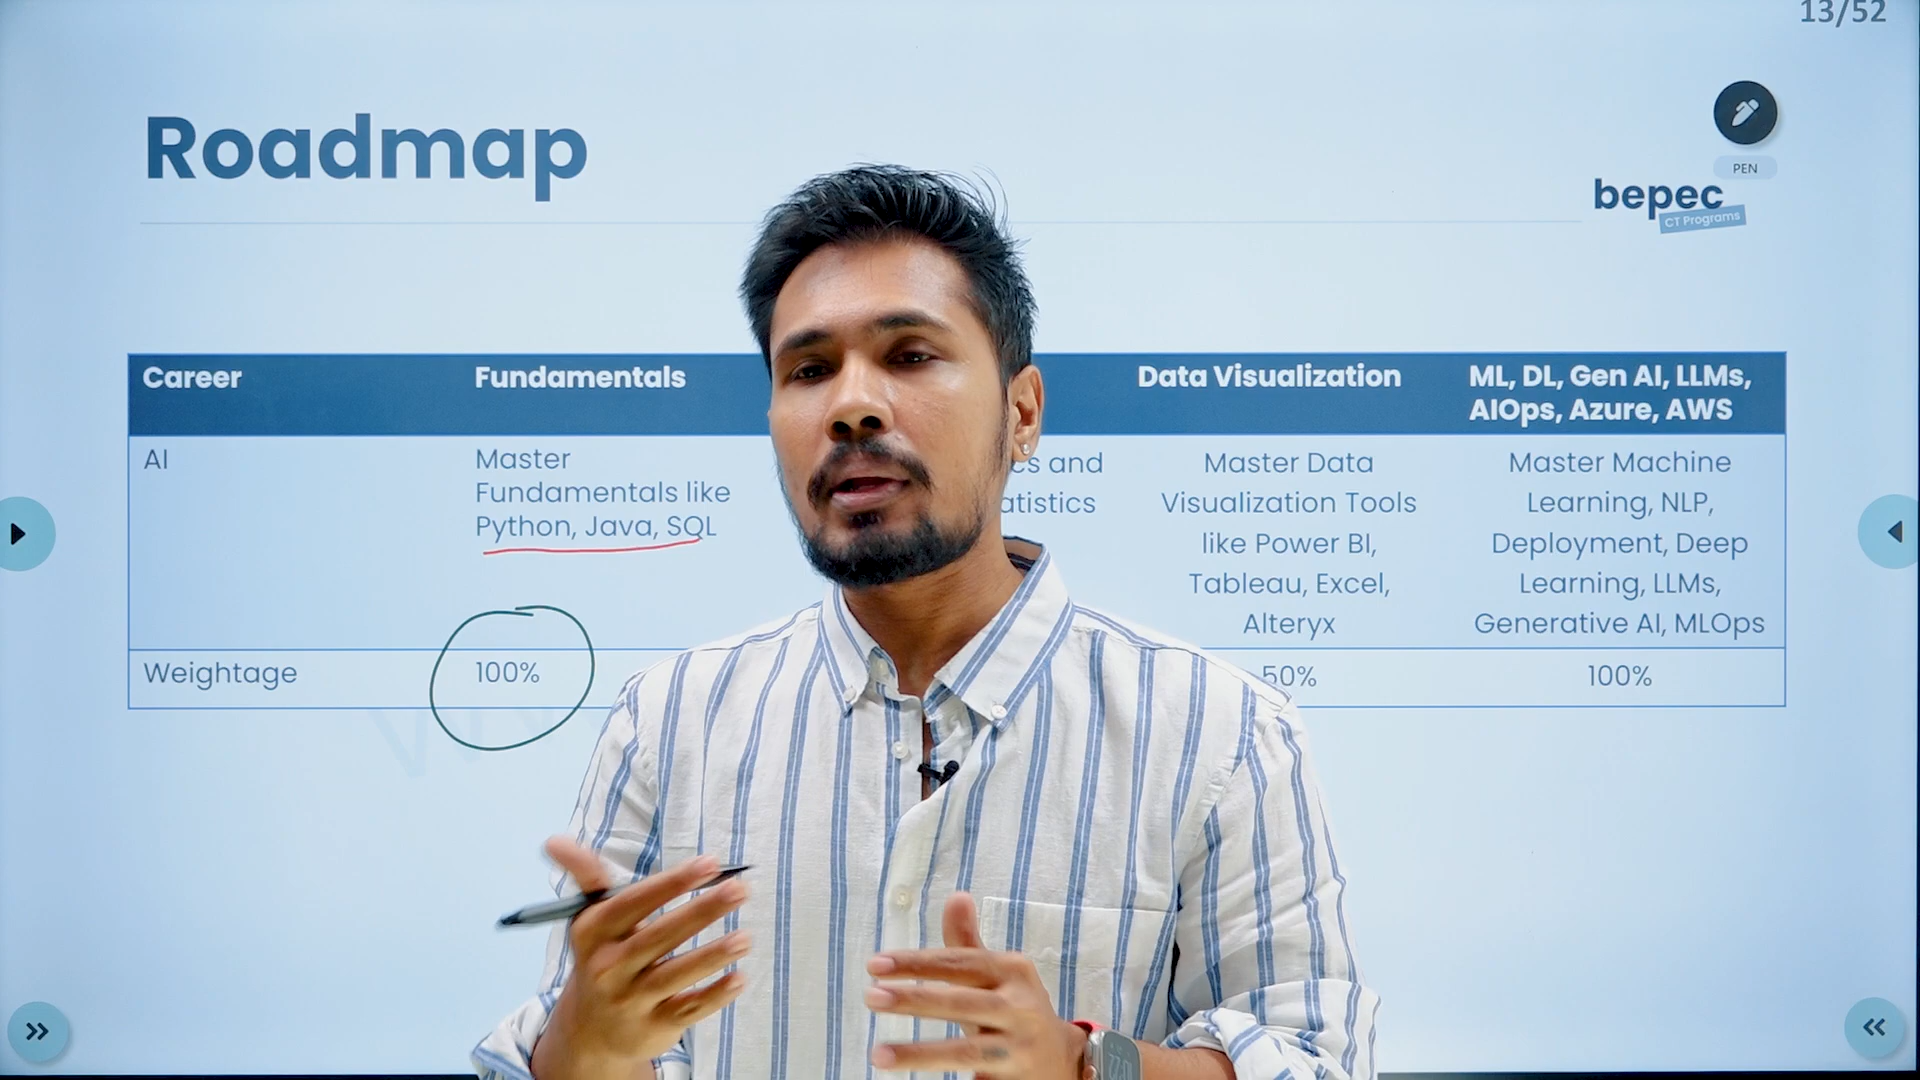 13/52
Roadmap
PEN
bepec
CT Programs
Career
Fundamentals
Data Visualization
ML, DL, Gen AI, LLMs,
AIOps, Azure, AWS
AI
Master
Fundamentals like
Python, Java, SQL
and
Master Data
Visualization Tools
like Power BI,
Tableau, Excel,
Alteryx
Master Machine
Learning, NLP,
Deployment, Deep
Learning, LLMs,
Generative AI, MLOps
Weightage
100%
50%
100%